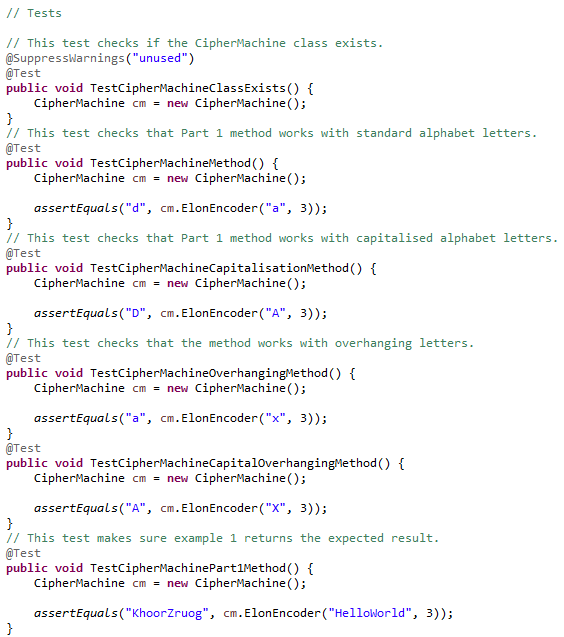 // Tests
// This test checks if the CipherMachine class exists.
@SuppressWarnings("unused")
@Test
public void TestCipherMachineClassExists() {
    CipherMachine cm = new CipherMachine();
}
// This test checks that Part 1 method works with standard alphabet letters.
@Test
public void TestCipherMachineMethod() {
    CipherMachine cm = new CipherMachine();
    assertEquals("d", cm.ElonEncoder("a", 3));
}
// This test checks that Part 1 method works with capitalised alphabet letters.
@Test
public void TestCipherMachineCapitalisationMethod() {
    CipherMachine cm = new CipherMachine();
    assertEquals("D", cm.ElonEncoder("A", 3));
}
// This test checks that the method works with overhanging letters.
@Test
public void TestCipherMachineOverhangingMethod() {
    CipherMachine cm = new CipherMachine();
    assertEquals("a", cm.ElonEncoder("x", 3));
}
@Test
public void TestCipherMachineCapitalOverhangingMethod() {
    CipherMachine cm = new CipherMachine();
    assertEquals("A", cm.ElonEncoder("X", 3));
}
// This test makes sure example 1 returns the expected result.
@Test
public void TestCipherMachinePart1Method() {
    CipherMachine cm = new CipherMachine();
    assertEquals("KhoorZruog", cm.ElonEncoder("HelloWorld", 3));
}